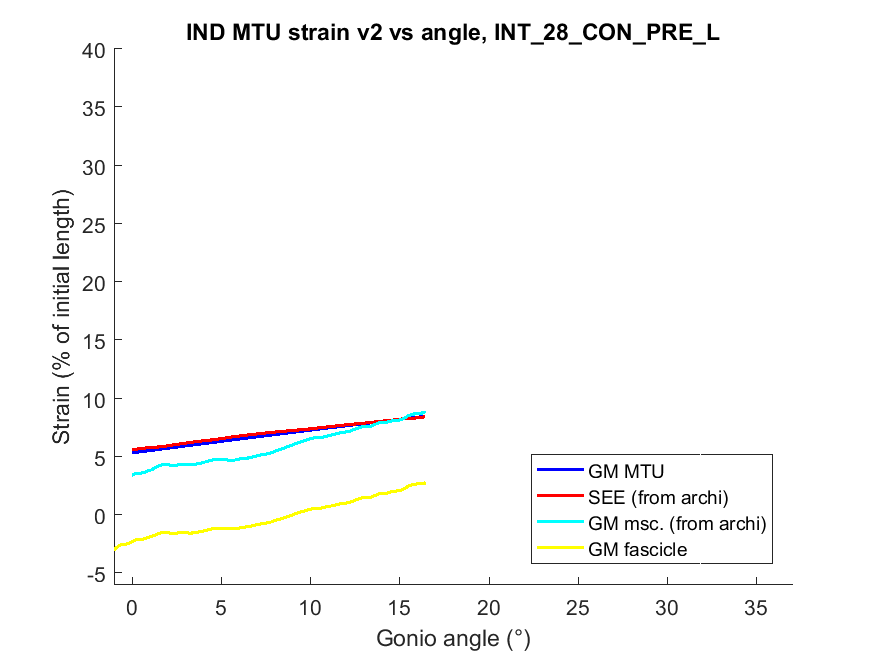 IND MTU strain v2 vs angle, INT_28_CON_PRE_L
40
35
30
25
20
15
10
5
0
-5
Strain (% of initial length)
GM MTU
SEE (from archi)
GM msc. (from archi)
GM fascicle
0 5 10 15 20 25 30 35
Gonio angle (°)